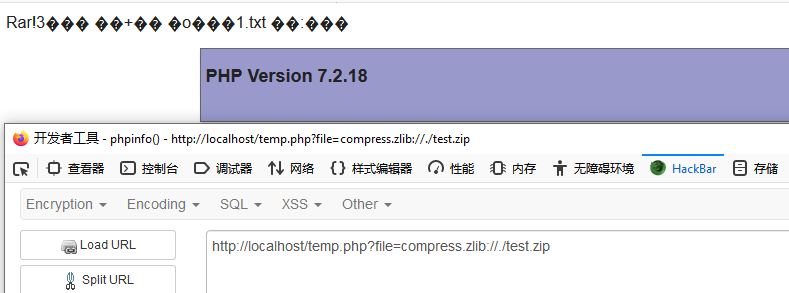 Rar!3��� ��+�� �o���1.txt ��:���
PHP Version 7.2.18
开发者工具 - phpinfo() - http://localhost/temp.php?file=compress.zlib://./test.zip
查看器 控制台 调试器 网络 样式编辑器 性能 内存 无障碍环境 HackBar 存储
Encryption Encoding SQL XSS Other
Load URL http://localhost/temp.php?file=compress.zlib://./test.zip
Split URL